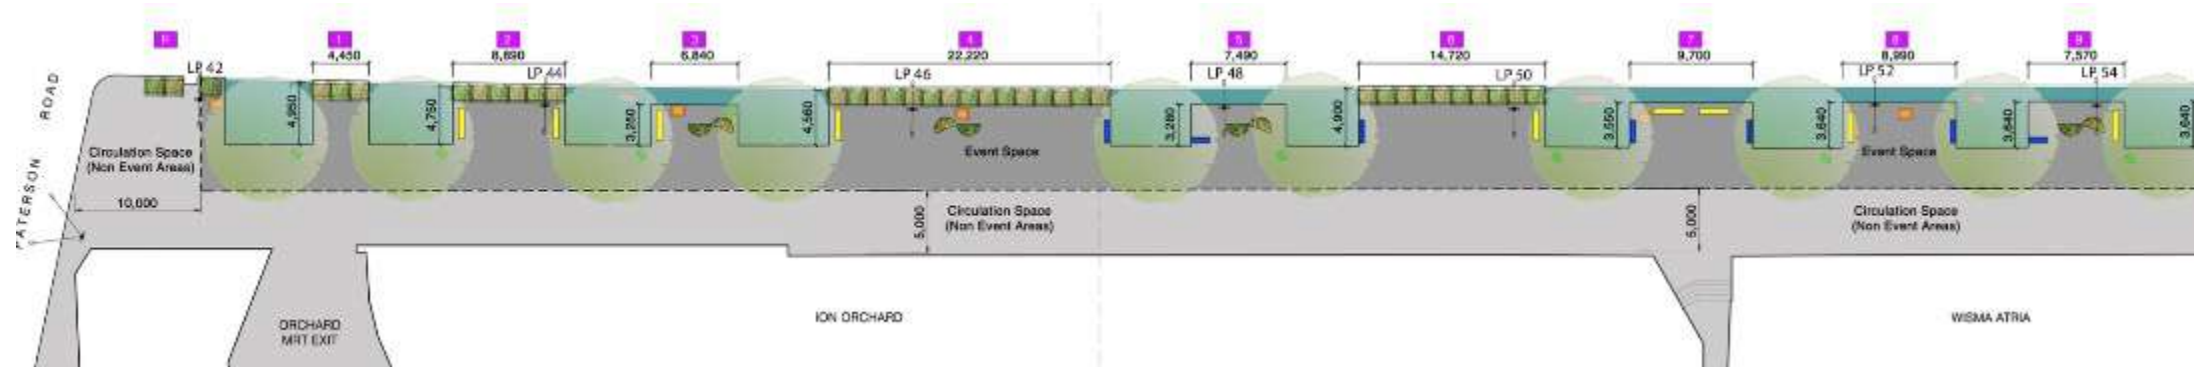 1
2
3
4
5
6
7
8
9
4,450
8,890
6,840
22,220
7,490
14,720
9,700
8,990
7,570
LP 42
LP 44
LP 46
LP 48
LP 50
LP 52
LP 54
4,950
4,750
3,250
4,560
3,280
4,900
3,550
3,640
3,640
3,640
ROAD
PATERSON
Circulation Space
(Non Event Areas)
Event Space
Event Space
10,600
5,000
Circulation Space
(Non Event Areas)
5,000
Circulation Space
(Non Event Areas)
ORCHARD
MRT EXIT
ION ORCHARD
WISMA ATRIA